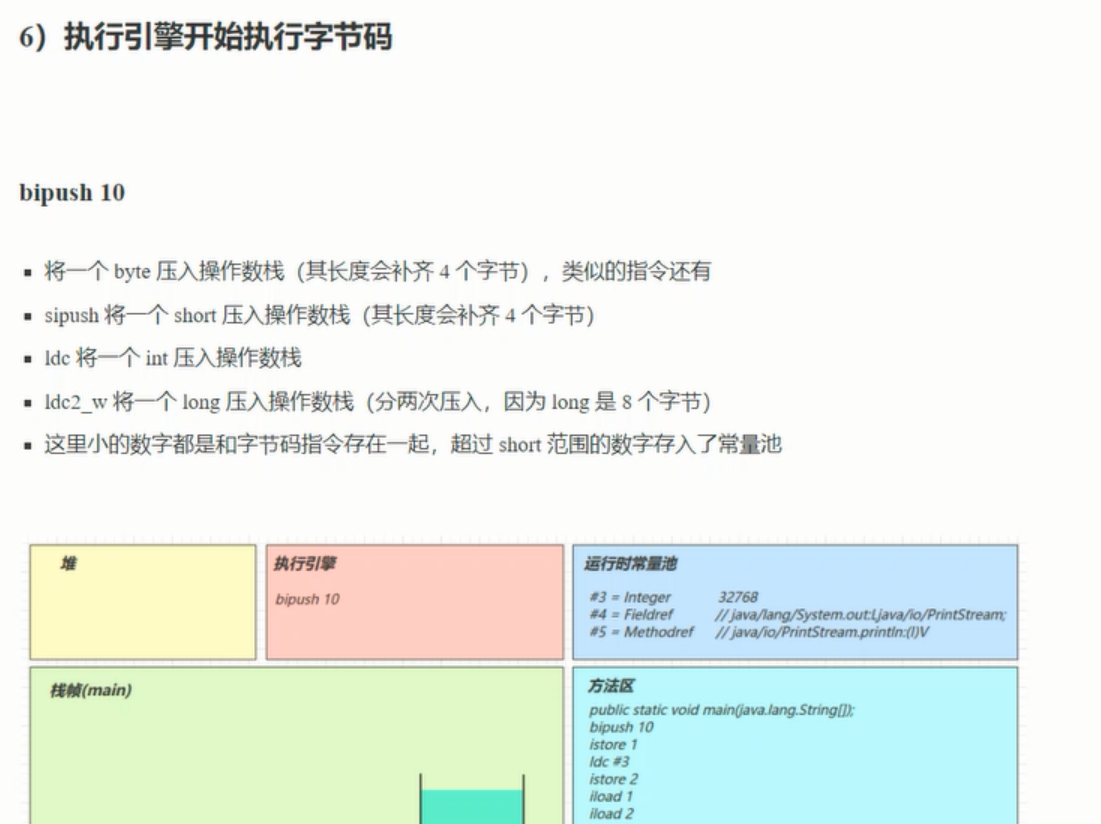 6）执行引擎开始执行字节码
bipush 10
将一个 byte 压入操作数栈（其长度会补齐 4 个字节），类似的指令还有
sipush 将一个 short 压入操作数栈（其长度会补齐 4 个字节）
ldc 将一个 int 压入操作数栈
ldc2_w 将一个 long 压入操作数栈（分两次压入，因为 long 是 8 个字节）
这里小的数字都是和字节码指令存在一起，超过 short 范围的数字存入了常量池
堆
执行引擎
bipush 10
运行时常量池
#3 = Integer 32768
#4 = Fieldref // java/lang/System.out:Ljava/io/PrintStream;
#5 = Methodref // java/io/PrintStream.println:(I)V
栈帧(main)
方法区
public static void main(java.lang.String[]);
bipush 10
istore 1
ldc #3
istore 2
iload 1
iload 2